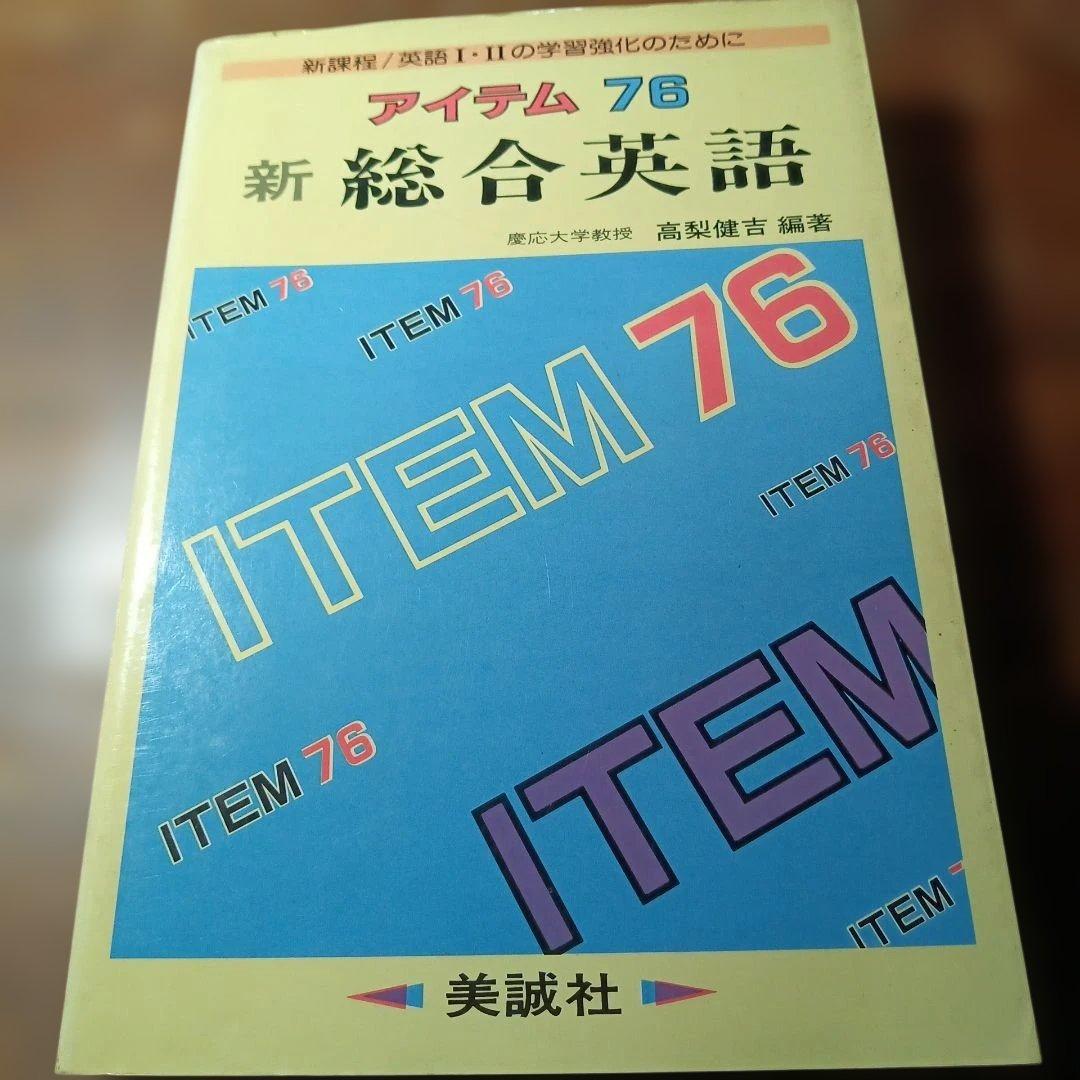 新課程/英語Ⅰ・Ⅱの学習強化のために
アイテム 76
新 総合英語
慶応大学教授 高梨健吉 編著
ITEM 76
ITEM 76
ITEM 76
ITEM 76
ITEM
ITEM 76
ITEM 7
美誠社